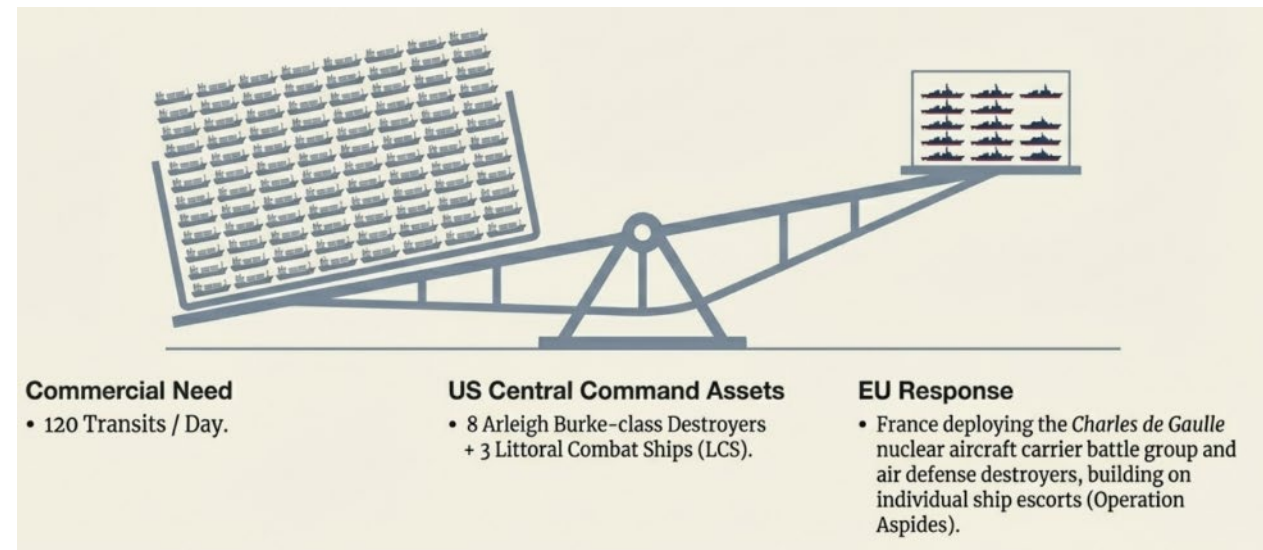 Commercial Need
• 120 Transits / Day.
US Central Command Assets
• 8 Arleigh Burke-class Destroyers
+ 3 Littoral Combat Ships (LCS).
EU Response
• France deploying the Charles de Gaulle
nuclear aircraft carrier battle group and
air defense destroyers, building on
individual ship escorts (Operation
Aspides).